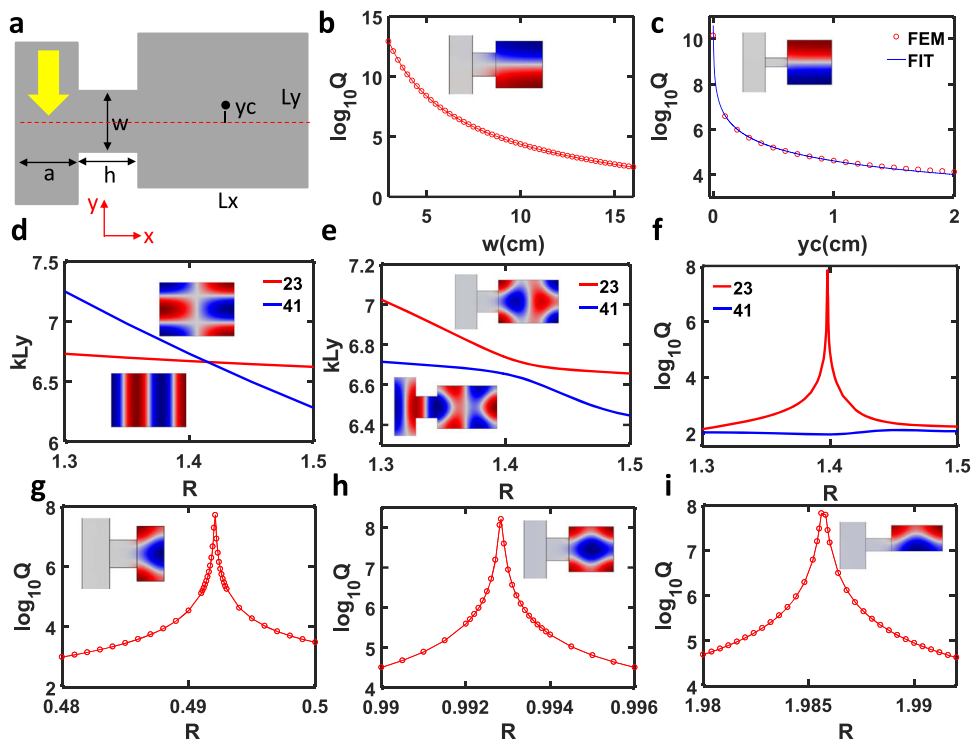 a
yc
Ly
w
a
h
Lx
y
x
b
log10Q
15
10
5
0
5
10
15
w(cm)
c
FEM
FIT
log10Q
10
8
6
4
0
1
2
yc(cm)
d
23
41
kLy
7.5
7
6.5
6
1.3
1.4
1.5
R
e
23
41
kLy
7.2
7
6.8
6.6
6.4
1.3
1.4
1.5
R
f
23
41
log10Q
8
6
4
2
1.3
1.4
1.5
R
g
log10Q
8
6
4
2
0.48
0.49
0.5
R
h
log10Q
8
7
6
5
4
0.99
0.992
0.994
0.996
R
i
log10Q
8
7
6
5
4
1.98
1.985
1.99
R